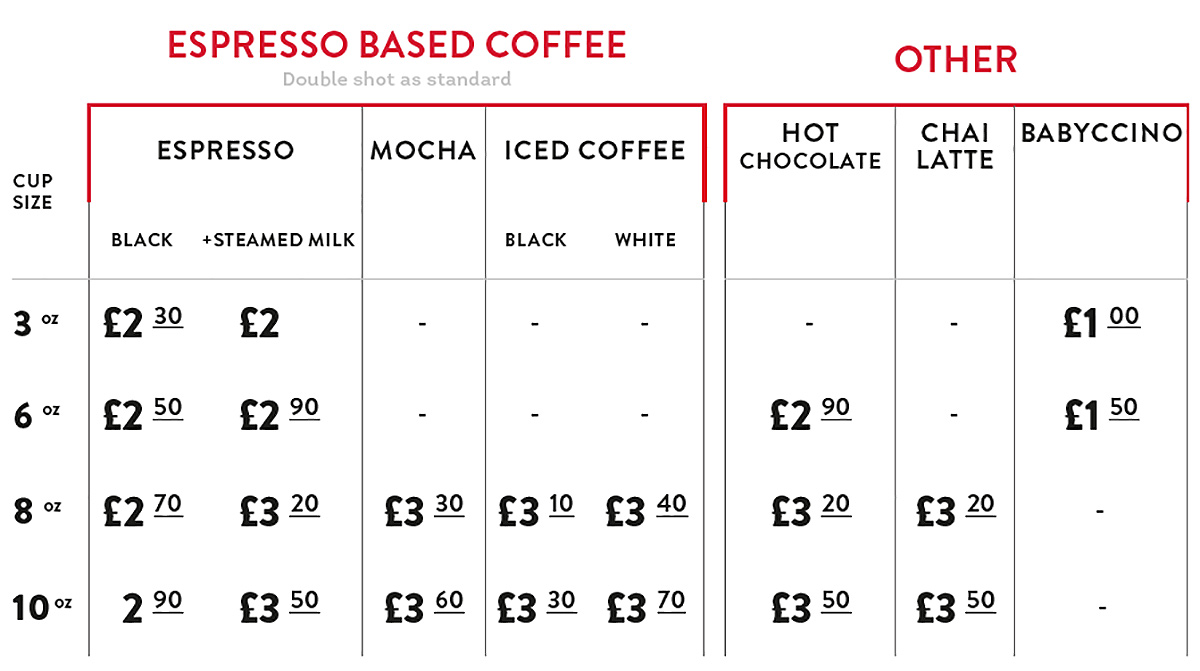 ESPRESSO BASED COFFEE
Double shot as standard
OTHER
CUP SIZE
ESPRESSO MOCHA ICED COFFEE HOT CHOCOLATE CHAI LATTE BABYCCINO
BLACK +STEAMED MILK BLACK WHITE
3 oz £2 30 £2 - - - - - £1 00
6 oz £2 50 £2 90 - - - £2 90 - £1 50
8 oz £2 70 £3 20 £3 30 £3 10 £3 40 £3 20 £3 20 -
10 oz 2 90 £3 50 £3 60 £3 30 £3 70 £3 50 £3 50 -